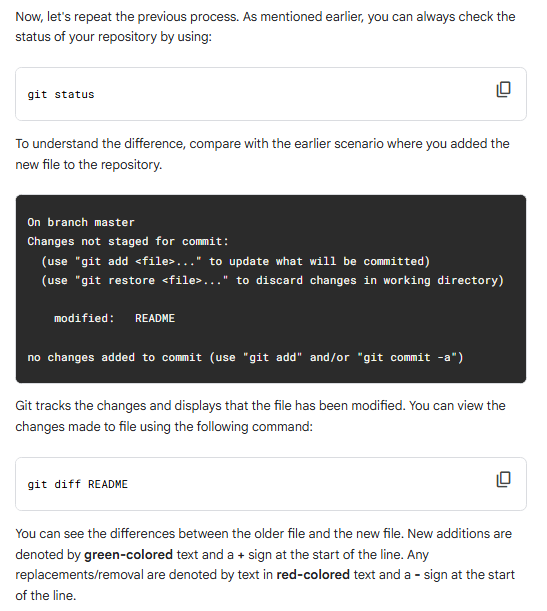 Now, let's repeat the previous process. As mentioned earlier, you can always check the
status of your repository by using:
git status
To understand the difference, compare with the earlier scenario where you added the
new file to the repository.
On branch master
Changes not staged for commit:
  (use "git add <file>..." to update what will be committed)
  (use "git restore <file>..." to discard changes in working directory)
    modified:   README
no changes added to commit (use "git add" and/or "git commit -a")
Git tracks the changes and displays that the file has been modified. You can view the
changes made to file using the following command:
git diff README
You can see the differences between the older file and the new file. New additions are
denoted by green-colored text and a + sign at the start of the line. Any
replacements/removal are denoted by text in red-colored text and a - sign at the start
of the line.